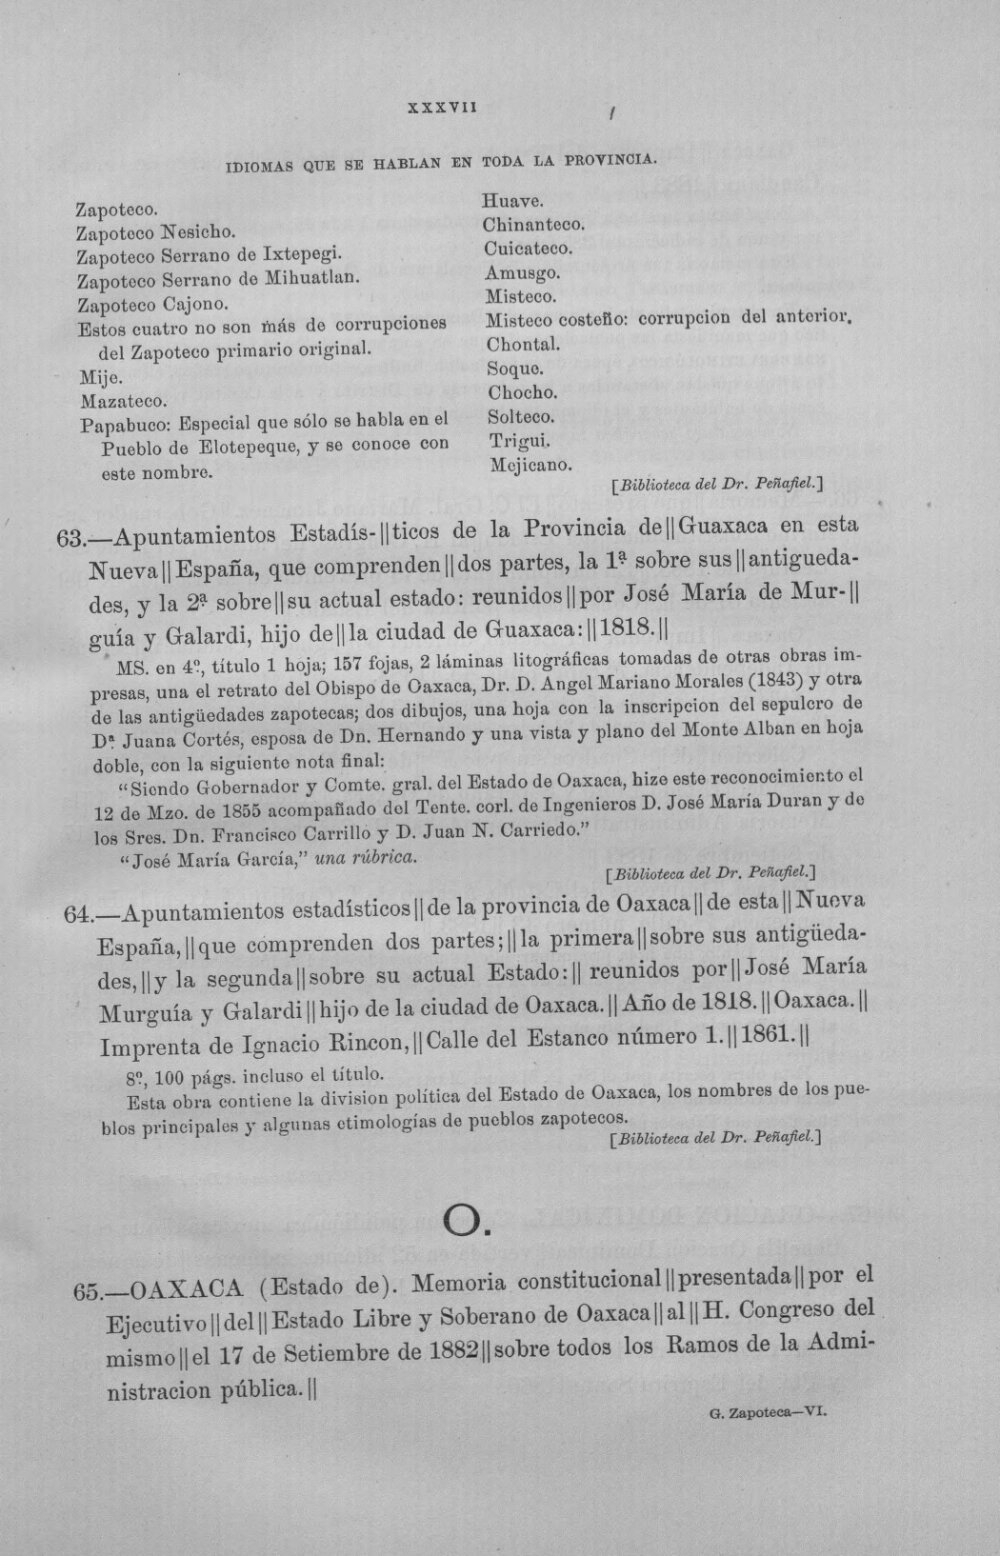 XXXVII
IDIOMAS QUE SE HABLAN EN TODA LA PROVINCIA.
Zapoteco.
Zapoteco Nesicho.
Zapoteco Serrano de Ixtepegi.
Zapoteco Serrano de Mihuatlan.
Zapoteco Cajono.
Estos cuatro no son más de corrupciones
del Zapoteco primario original.
Mije.
Mazateco.
Papabuco: Especial que sólo se habla en el
Pueblo de Elotepeque, y se conoce con
este nombre.
Huave.
Chinanteco.
Cuicateco.
Amusgo.
Misteco.
Misteco costeño: corrupcion del anterior.
Chontal.
Soque.
Chocho.
Solteco.
Trigui.
Mejicano.
[Biblioteca del Dr. Peñafiel.]
63.—Apuntamientos Estadís-||ticos de la Provincia de||Guaxaca en esta
Nueva||España, que comprenden||dos partes, la 1ª sobre sus||antigueda-
des, y la 2ª sobre||su actual estado: reunidos||por José María de Mur-||
guía y Galardi, hijo de||la ciudad de Guaxaca:||1818.||
MS. en 4º, título 1 hoja; 157 fojas, 2 láminas litográficas tomadas de otras obras im-
presas, una el retrato del Obispo de Oaxaca, Dr. D. Angel Mariano Morales (1843) y otra
de las antigüedades zapotecas; dos dibujos, una hoja con la inscripcion del sepulcro de
Dª Juana Cortés, esposa de Dn. Hernando y una vista y plano del Monte Alban en hoja
doble, con la siguiente nota final:
“Siendo Gobernador y Comte. gral. del Estado de Oaxaca, hize este reconocimiento el
12 de Mzo. de 1855 acompañado del Tente. corl. de Ingenieros D. José María Duran y de
los Sres. Dn. Francisco Carrillo y D. Juan N. Carriedo.”
“José María García,” una rúbrica.
[Biblioteca del Dr. Peñafiel.]
64.—Apuntamientos estadísticos||de la provincia de Oaxaca||de esta||Nueva
España,||que comprenden dos partes;||la primera||sobre sus antigüeda-
des,||y la segunda||sobre su actual Estado:|| reunidos por||José María
Murguía y Galardi||hijo de la ciudad de Oaxaca.||Año de 1818.||Oaxaca.||
Imprenta de Ignacio Rincon,||Calle del Estanco número 1.||1861.||
8º, 100 págs. incluso el título.
Esta obra contiene la division política del Estado de Oaxaca, los nombres de los pue-
blos principales y algunas etimologías de pueblos zapotecos.
[Biblioteca del Dr. Peñafiel.]
O.
65.—OAXACA (Estado de). Memoria constitucional||presentada||por el
Ejecutivo||del||Estado Libre y Soberano de Oaxaca||al||H. Congreso del
mismo||el 17 de Setiembre de 1882||sobre todos los Ramos de la Admi-
nistracion pública.||
G. Zapoteca—VI.